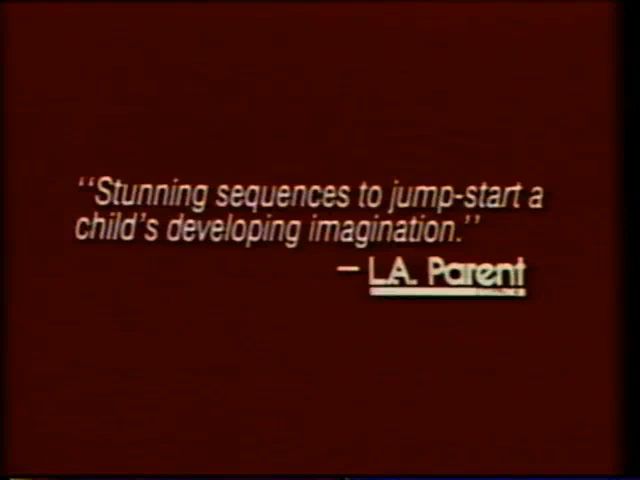 “Stunning sequences to jump-start a
child's developing imagination.”
– L.A. Parent